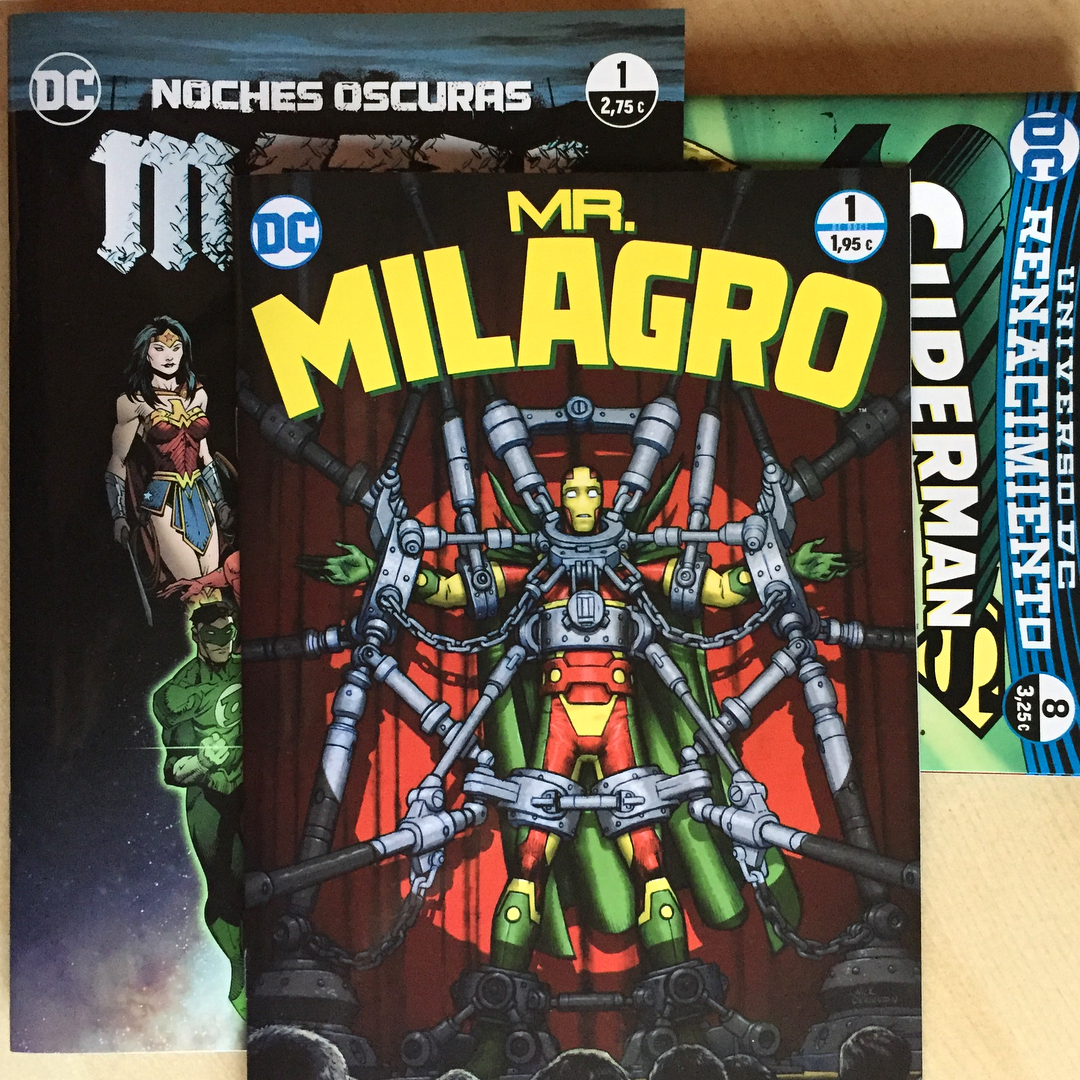 DC
NOCHES OSCURAS
1
2,75 €
DC
MR.
MILAGRO
™
1
1,95 €
SUPERMAN
DC
UNIVERSO DC
RENACIMIENTO
8
3,25€